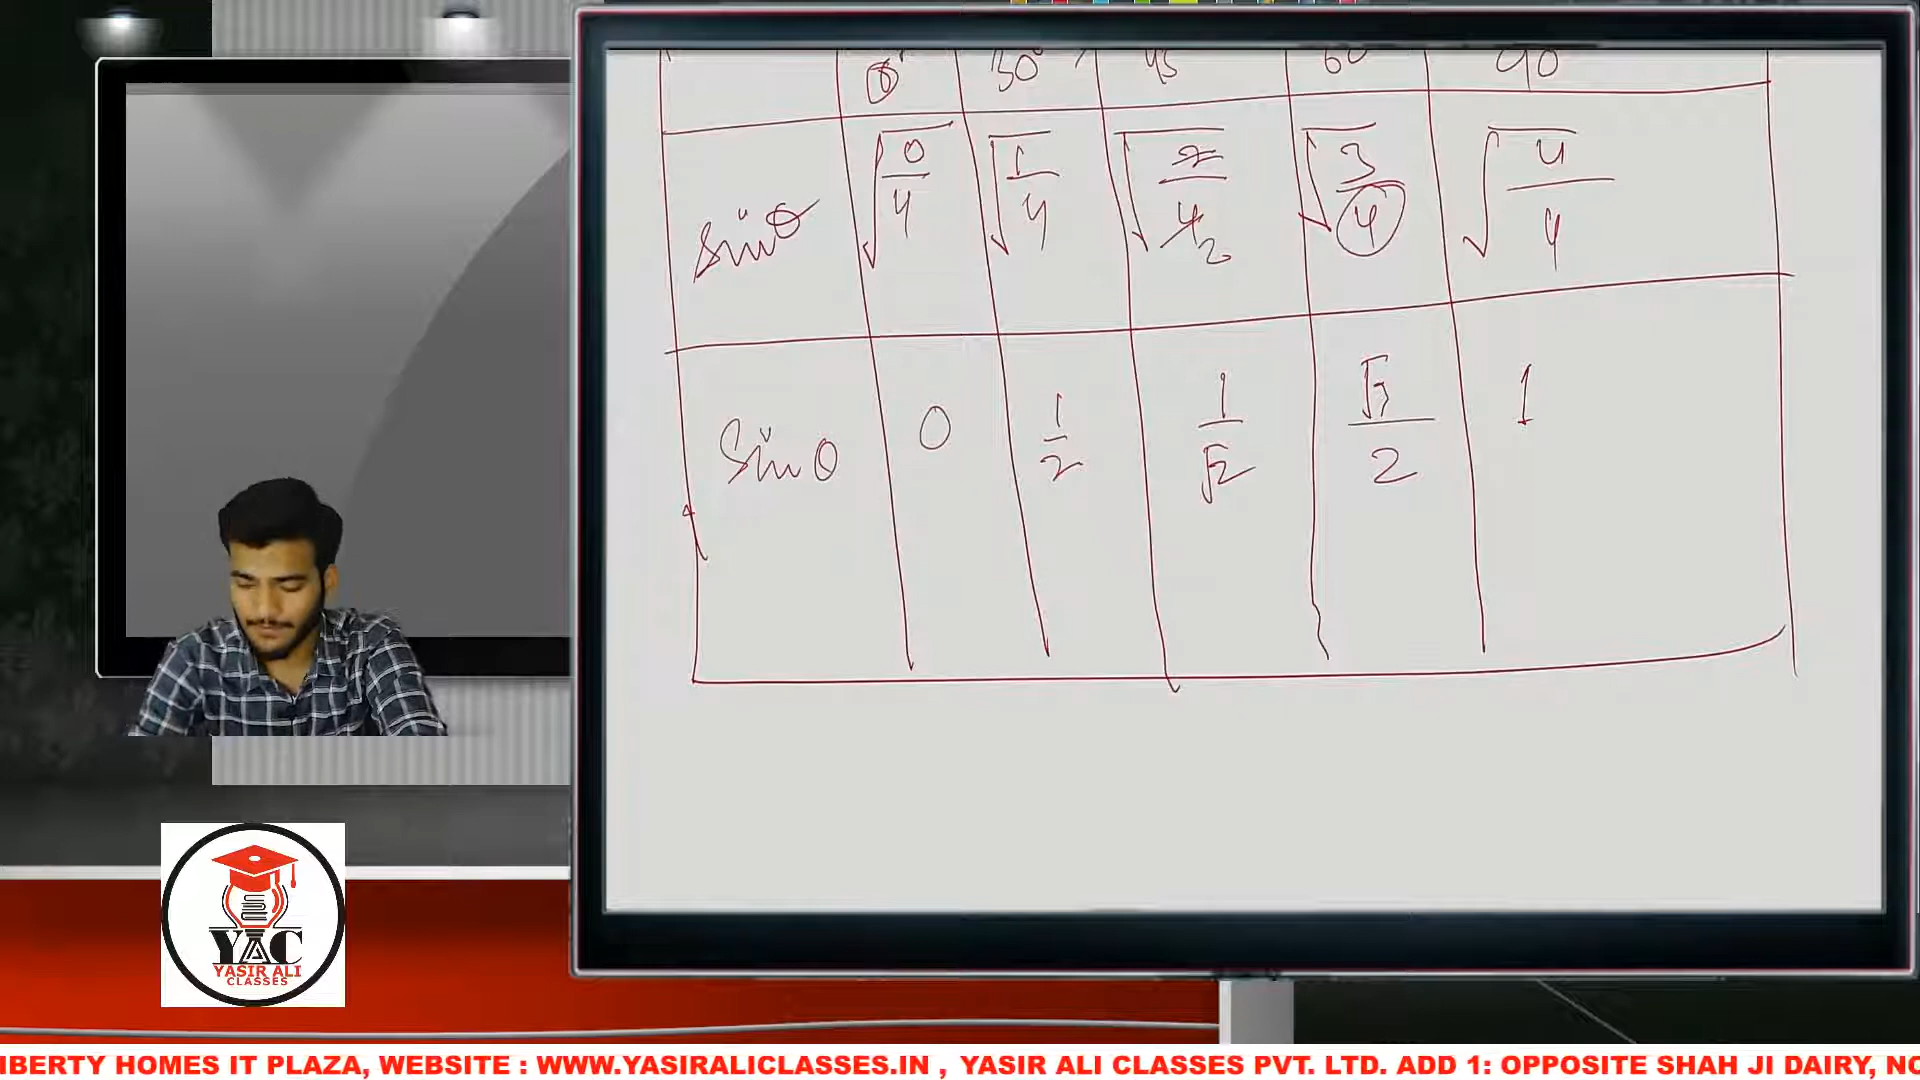 0° 30° 45 60 90
sinθ √0/4 √1/4 √2/4 2 √3/4 √4/4
sinθ 0 1/2 1/√2 √3/2 1
YAC
YASIR ALI
CLASSES
IBERTY HOMES IT PLAZA, WEBSITE : WWW.YASIRALICLASSES.IN , YASIR ALI CLASSES PVT. LTD. ADD 1: OPPOSITE SHAH JI DAIRY, NO